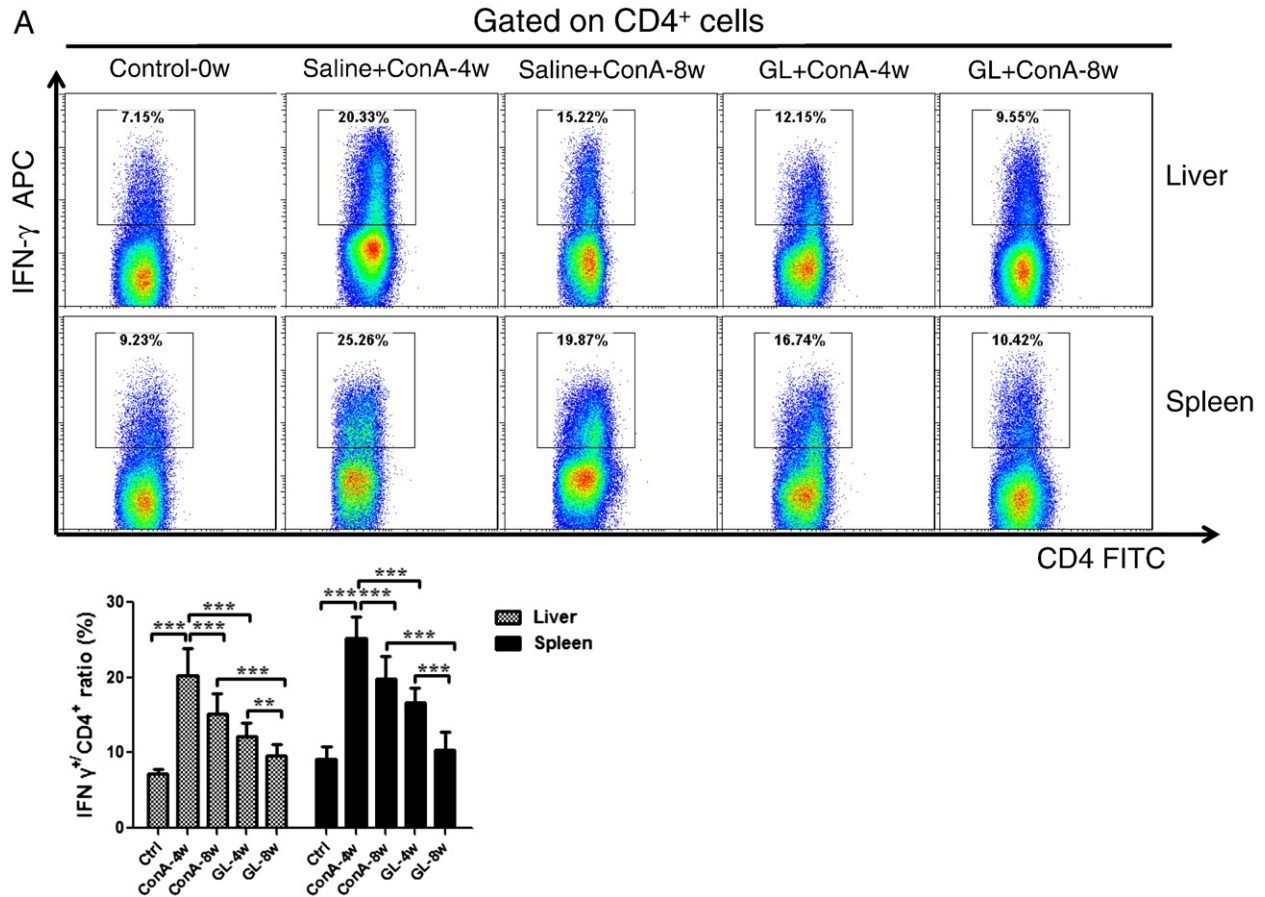 A
Gated on CD4⁺ cells
Control-0w Saline+ConA-4w Saline+ConA-8w GL+ConA-4w GL+ConA-8w
IFN-γ APC
7.15% 20.33% 15.22% 12.15% 9.55%
Liver
9.23% 25.26% 19.87% 16.74% 10.42%
Spleen
CD4 FITC
IFN γ⁺/CD4⁺ ratio (%)
30
20
10
0
*** *** ***
*** **
*** *** ***
*** ***
Liver
Spleen
Ctrl ConA-4w ConA-8w GL-4w GL-8w Ctrl ConA-4w ConA-8w GL-4w GL-8w